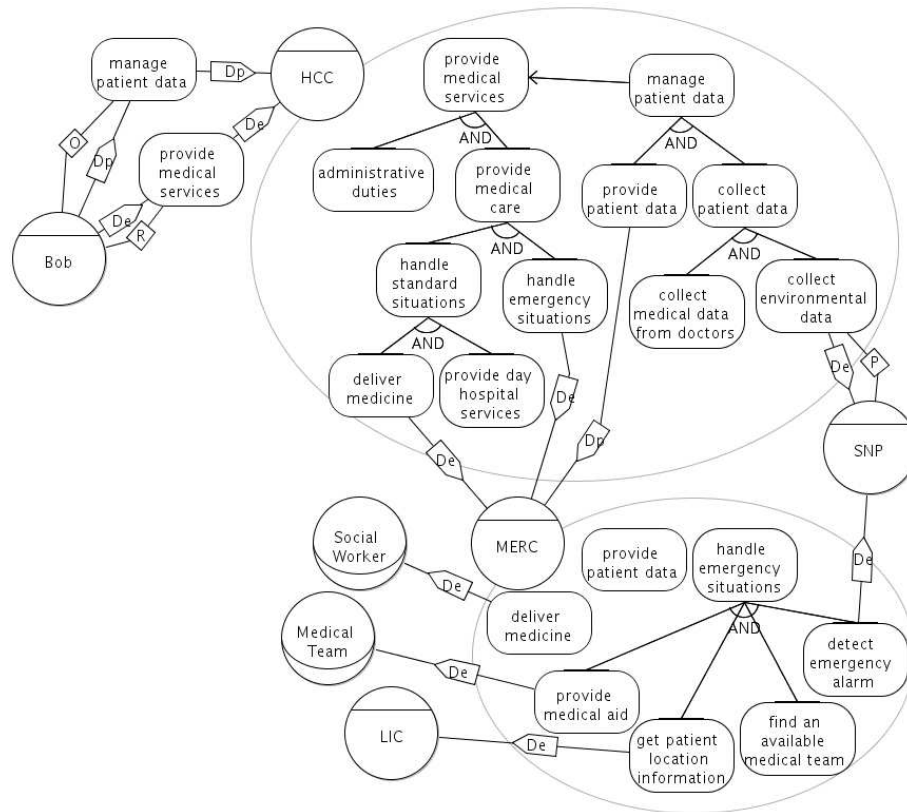 manage
patient data
Dp
HCC
O
Dp
De
provide
medical
services
De
R
Bob
provide
medical
services
manage
patient data
AND
AND
administrative
duties
provide
medical
care
provide
patient data
collect
patient data
AND
AND
handle
standard
situations
handle
emergency
situations
collect
medical data
from doctors
collect
environmental
data
AND
deliver
medicine
provide day
hospital
services
De
De
P
De
Dp
SNP
MERC
Social
Worker
De
provide
patient data
handle
emergency
situations
De
deliver
medicine
AND
Medical
Team
De
detect
emergency
alarm
provide
medical aid
LIC
De
get patient
location
information
find an
available
medical team